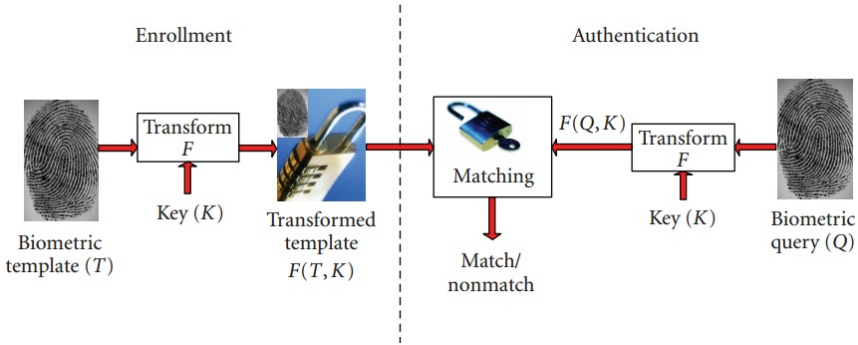 Enrollment
Authentication
Transform
F
Key (K)
Biometric
template (T)
Transformed
template
F(T, K)
Matching
Match/
nonmatch
F(Q, K)
Transform
F
Key (K)
Biometric
query (Q)